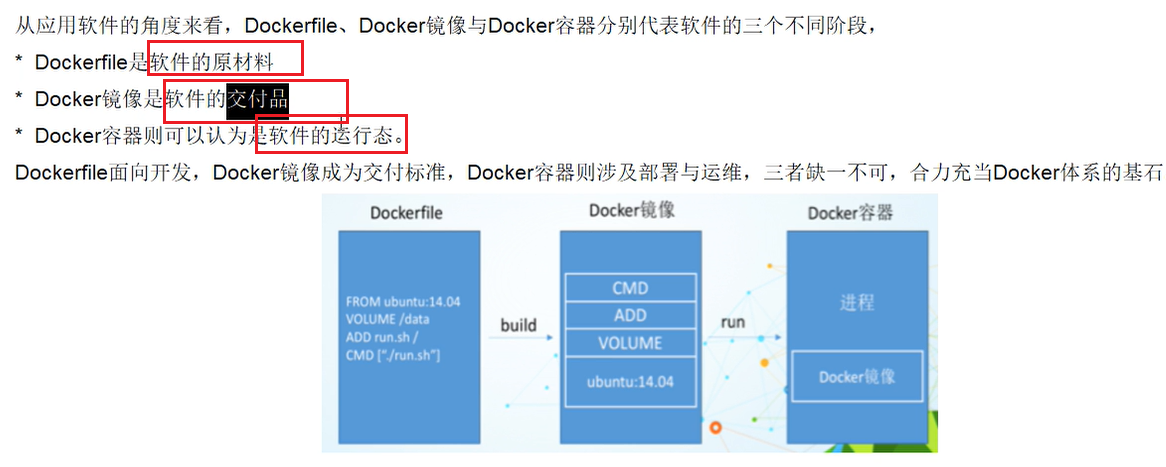 从应用软件的角度来看，Dockerfile、Docker镜像与Docker容器分别代表软件的三个不同阶段，
* Dockerfile是软件的原材料
* Docker镜像是软件的交付品
* Docker容器则可以认为是软件的运行态。
Dockerfile面向开发，Docker镜像成为交付标准，Docker容器则涉及部署与运维，三者缺一不可，合力充当Docker体系的基石
Dockerfile
FROM ubuntu:14.04
VOLUME /data
ADD run.sh /
CMD ["./run.sh"]
build
Docker镜像
CMD
ADD
VOLUME
ubuntu:14.04
run
Docker容器
进程
Docker镜像